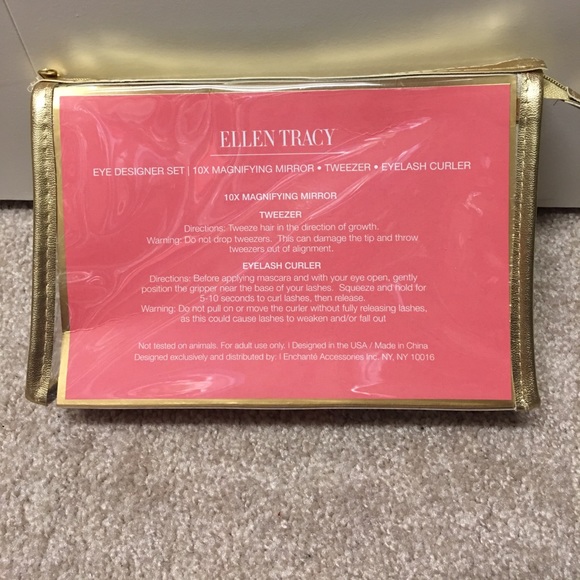 ELLEN TRACY
EYE DESIGNER SET | 10X MAGNIFYING MIRROR • TWEEZER • EYELASH CURLER
10X MAGNIFYING MIRROR
TWEEZER
Directions: Tweeze hair in the direction of growth.
Warning: Do not drop tweezers. This can damage the tip and throw
tweezers out of alignment.
EYELASH CURLER
Directions: Before applying mascara and with your eye open, gently
position the gripper near the base of your lashes. Squeeze and hold for
5-10 seconds to curl lashes, then release.
Warning: Do not pull on or move the curler without fully releasing lashes,
as this could cause lashes to weaken and/or fall out
Not tested on animals. For adult use only. | Designed in the USA / Made in China
Designed exclusively and distributed by: | Enchanté Accessories Inc. NY, NY 10016